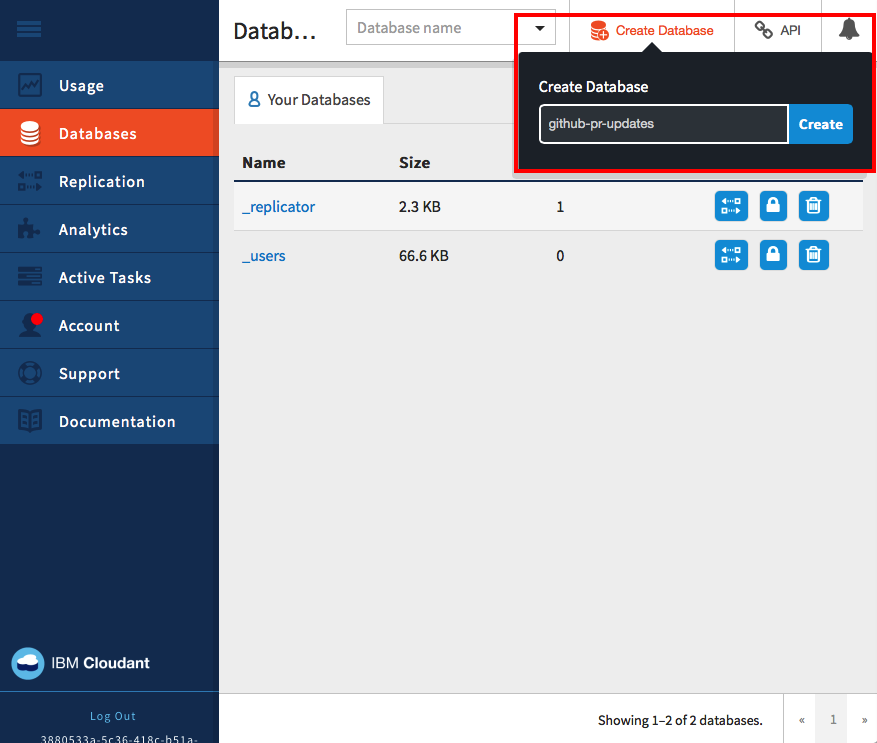 Datab...
Database name
Create Database
API
Usage
Databases
Replication
Analytics
Active Tasks
Account
Support
Documentation
Your Databases
Create Database
github-pr-updates
Create
Name Size
_replicator 2.3 KB 1
_users 66.6 KB 0
IBM Cloudant
Log Out
3880533a-5c36-418c-b51a-
Showing 1–2 of 2 databases.
« 1 »